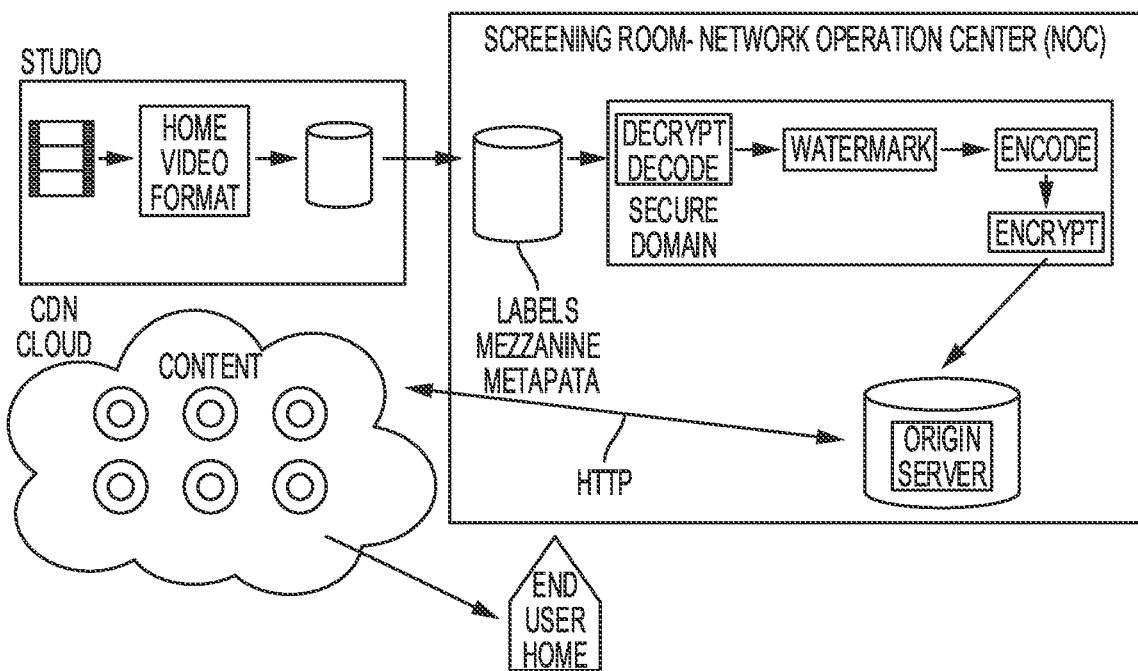 SCREENING ROOM- NETWORK OPERATION CENTER (NOC)
STUDIO
HOME
VIDEO
FORMAT
DECRYPT
DECODE
WATERMARK
ENCODE
SECURE
DOMAIN
ENCRYPT
LABELS
MEZZANINE
METAPATA
CDN
CLOUD
CONTENT
HTTP
ORIGIN
SERVER
END
USER
HOME